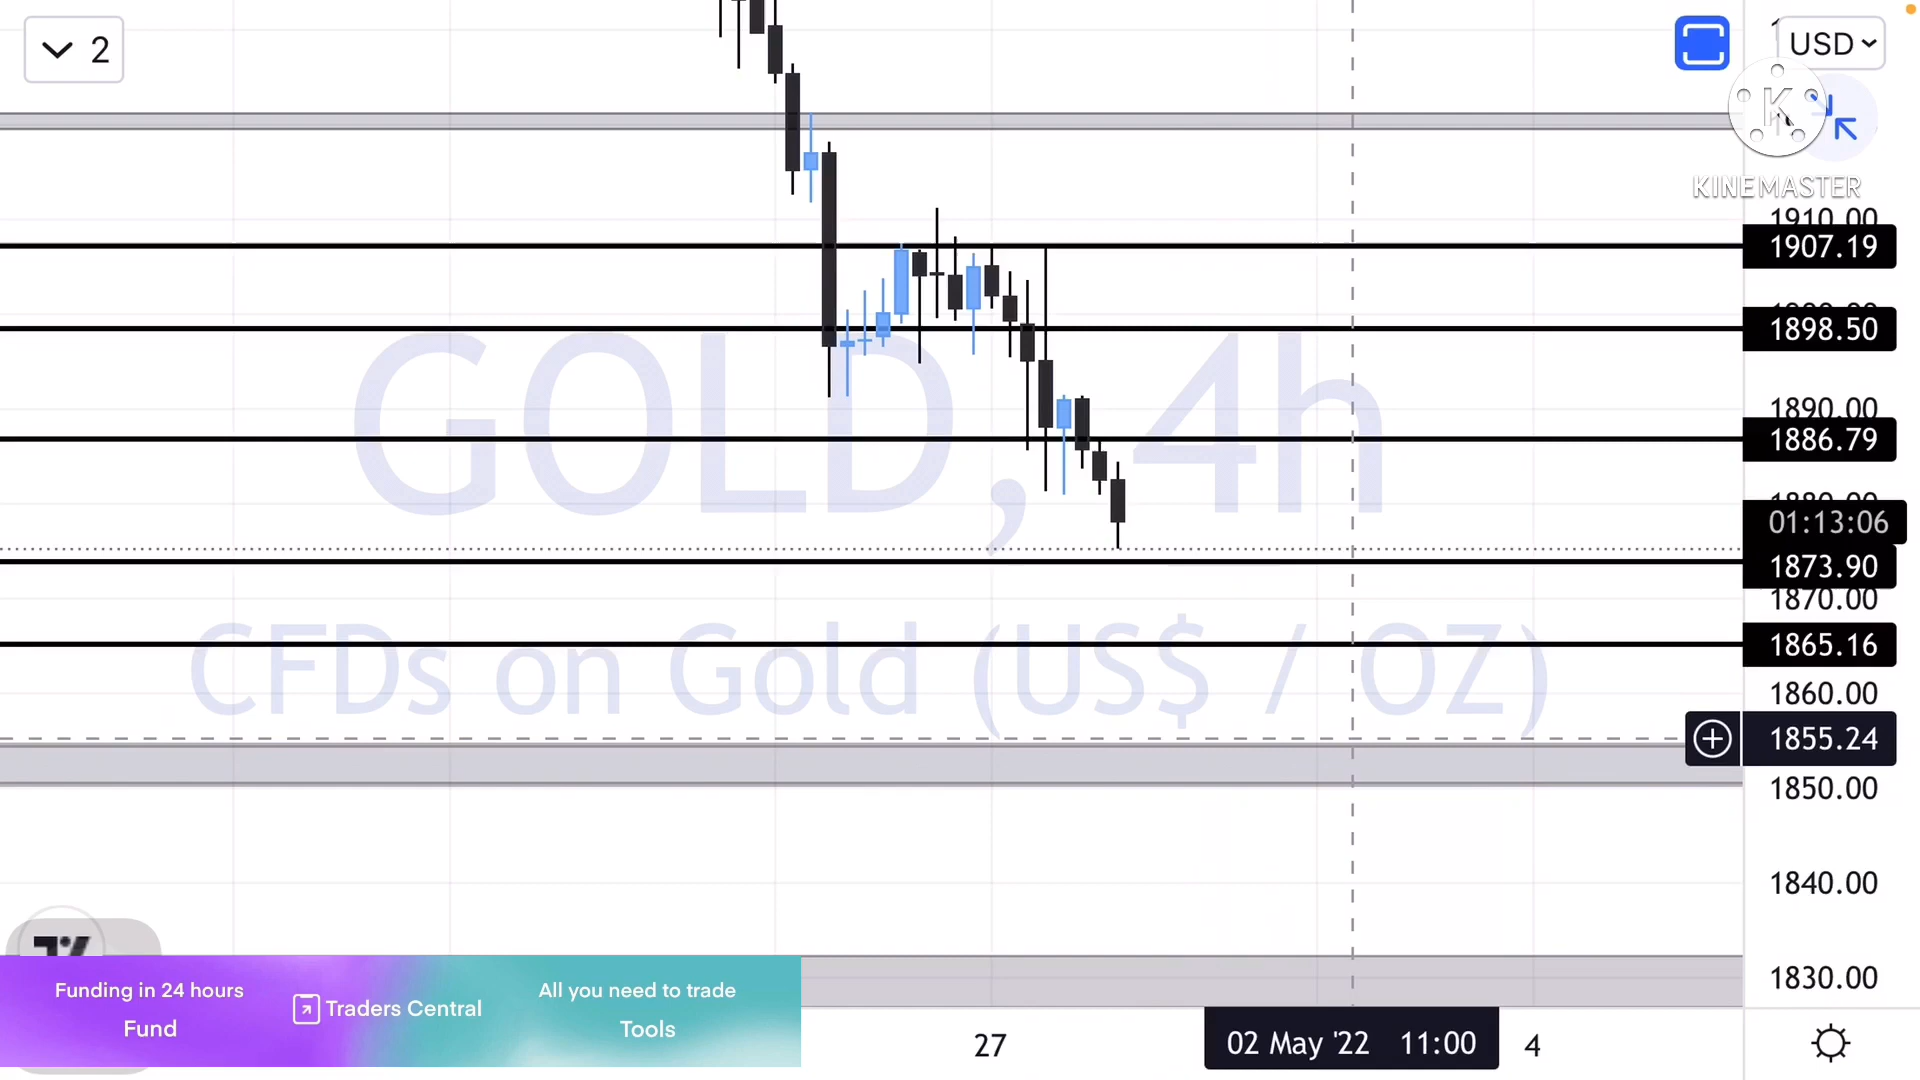 2
USD
K
KINEMASTER
1910.00
1907.19
1898.50
1890.00
1886.79
1880.00
01:13:06
1873.90
1870.00
1865.16
1860.00
1855.24
1850.00
1840.00
1830.00
GOLD, 4h
CFDs on Gold (US$ / OZ)
Funding in 24 hours
Fund
Traders Central
All you need to trade
Tools
27
02 May '22 11:00
4